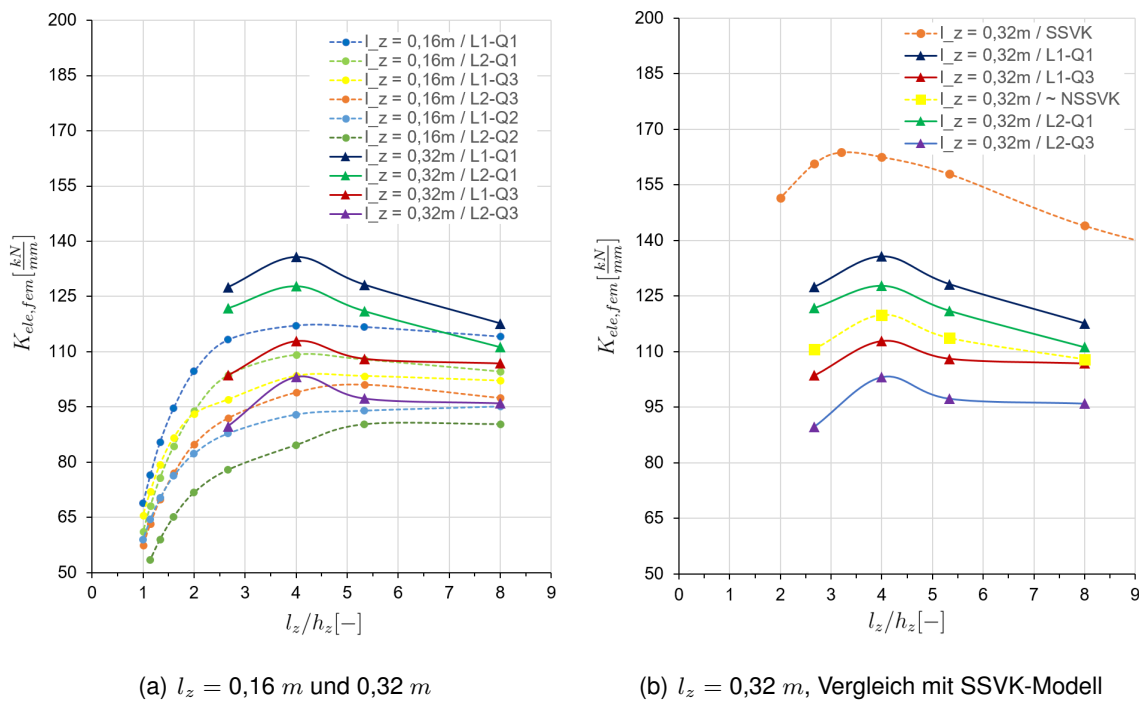 200
185
170
155
140
125
110
95
80
65
50
0 1 2 3 4 5 6 7 8 9
K_{ele,fem}[\frac{kN}{mm}]
l_z/h_z[−]
l_z = 0,16m / L1-Q1
l_z = 0,16m / L2-Q1
l_z = 0,16m / L1-Q3
l_z = 0,16m / L2-Q3
l_z = 0,16m / L1-Q2
l_z = 0,16m / L2-Q2
l_z = 0,32m / L1-Q1
l_z = 0,32m / L2-Q1
l_z = 0,32m / L1-Q3
l_z = 0,32m / L2-Q3
(a) l_z = 0,16 m und 0,32 m
200
185
170
155
140
125
110
95
80
65
50
0 1 2 3 4 5 6 7 8 9
K_{ele,fem}[\frac{kN}{mm}]
l_z/h_z[−]
l_z = 0,32m / SSVK
l_z = 0,32m / L1-Q1
l_z = 0,32m / L1-Q3
l_z = 0,32m / ~ NSSVK
l_z = 0,32m / L2-Q1
l_z = 0,32m / L2-Q3
(b) l_z = 0,32 m, Vergleich mit SSVK-Modell